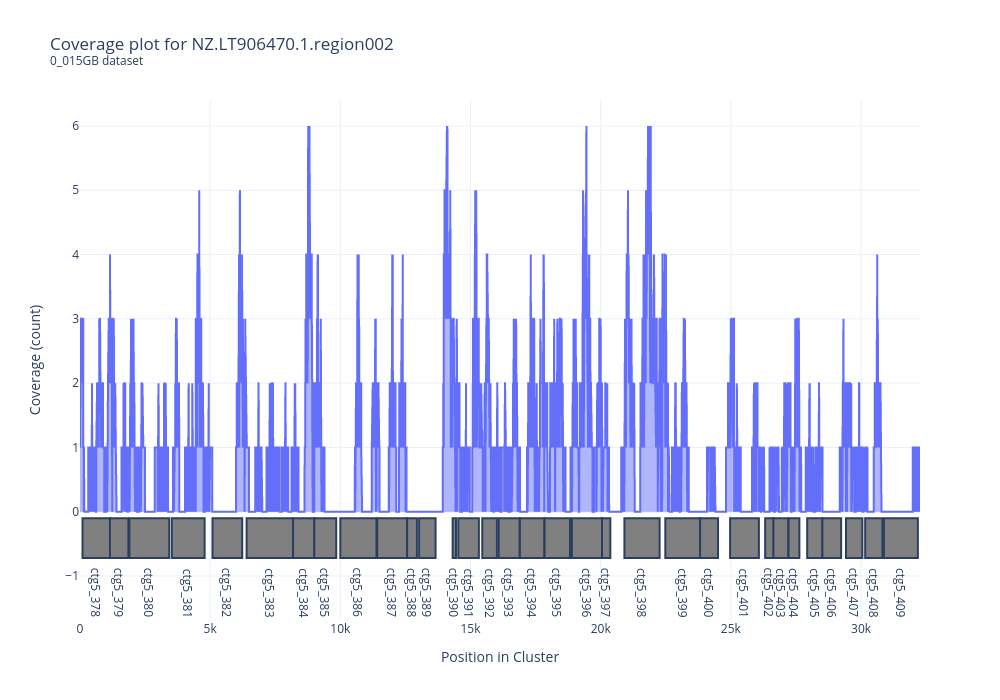 Coverage plot for NZ.LT906470.1.region002
0_015GB dataset
Coverage (count)
6
5
4
3
2
1
0
−1
ctg5_378
ctg5_379
ctg5_380
ctg5_381
ctg5_382
ctg5_383
ctg5_384
ctg5_385
ctg5_386
ctg5_387
ctg5_388
ctg5_389
ctg5_390
ctg5_391
ctg5_392
ctg5_393
ctg5_394
ctg5_395
ctg5_396
ctg5_397
ctg5_398
ctg5_399
ctg5_400
ctg5_401
ctg5_402
ctg5_403
ctg5_404
ctg5_405
ctg5_406
ctg5_407
ctg5_408
ctg5_409
0 5k 10k 15k 20k 25k 30k
Position in Cluster